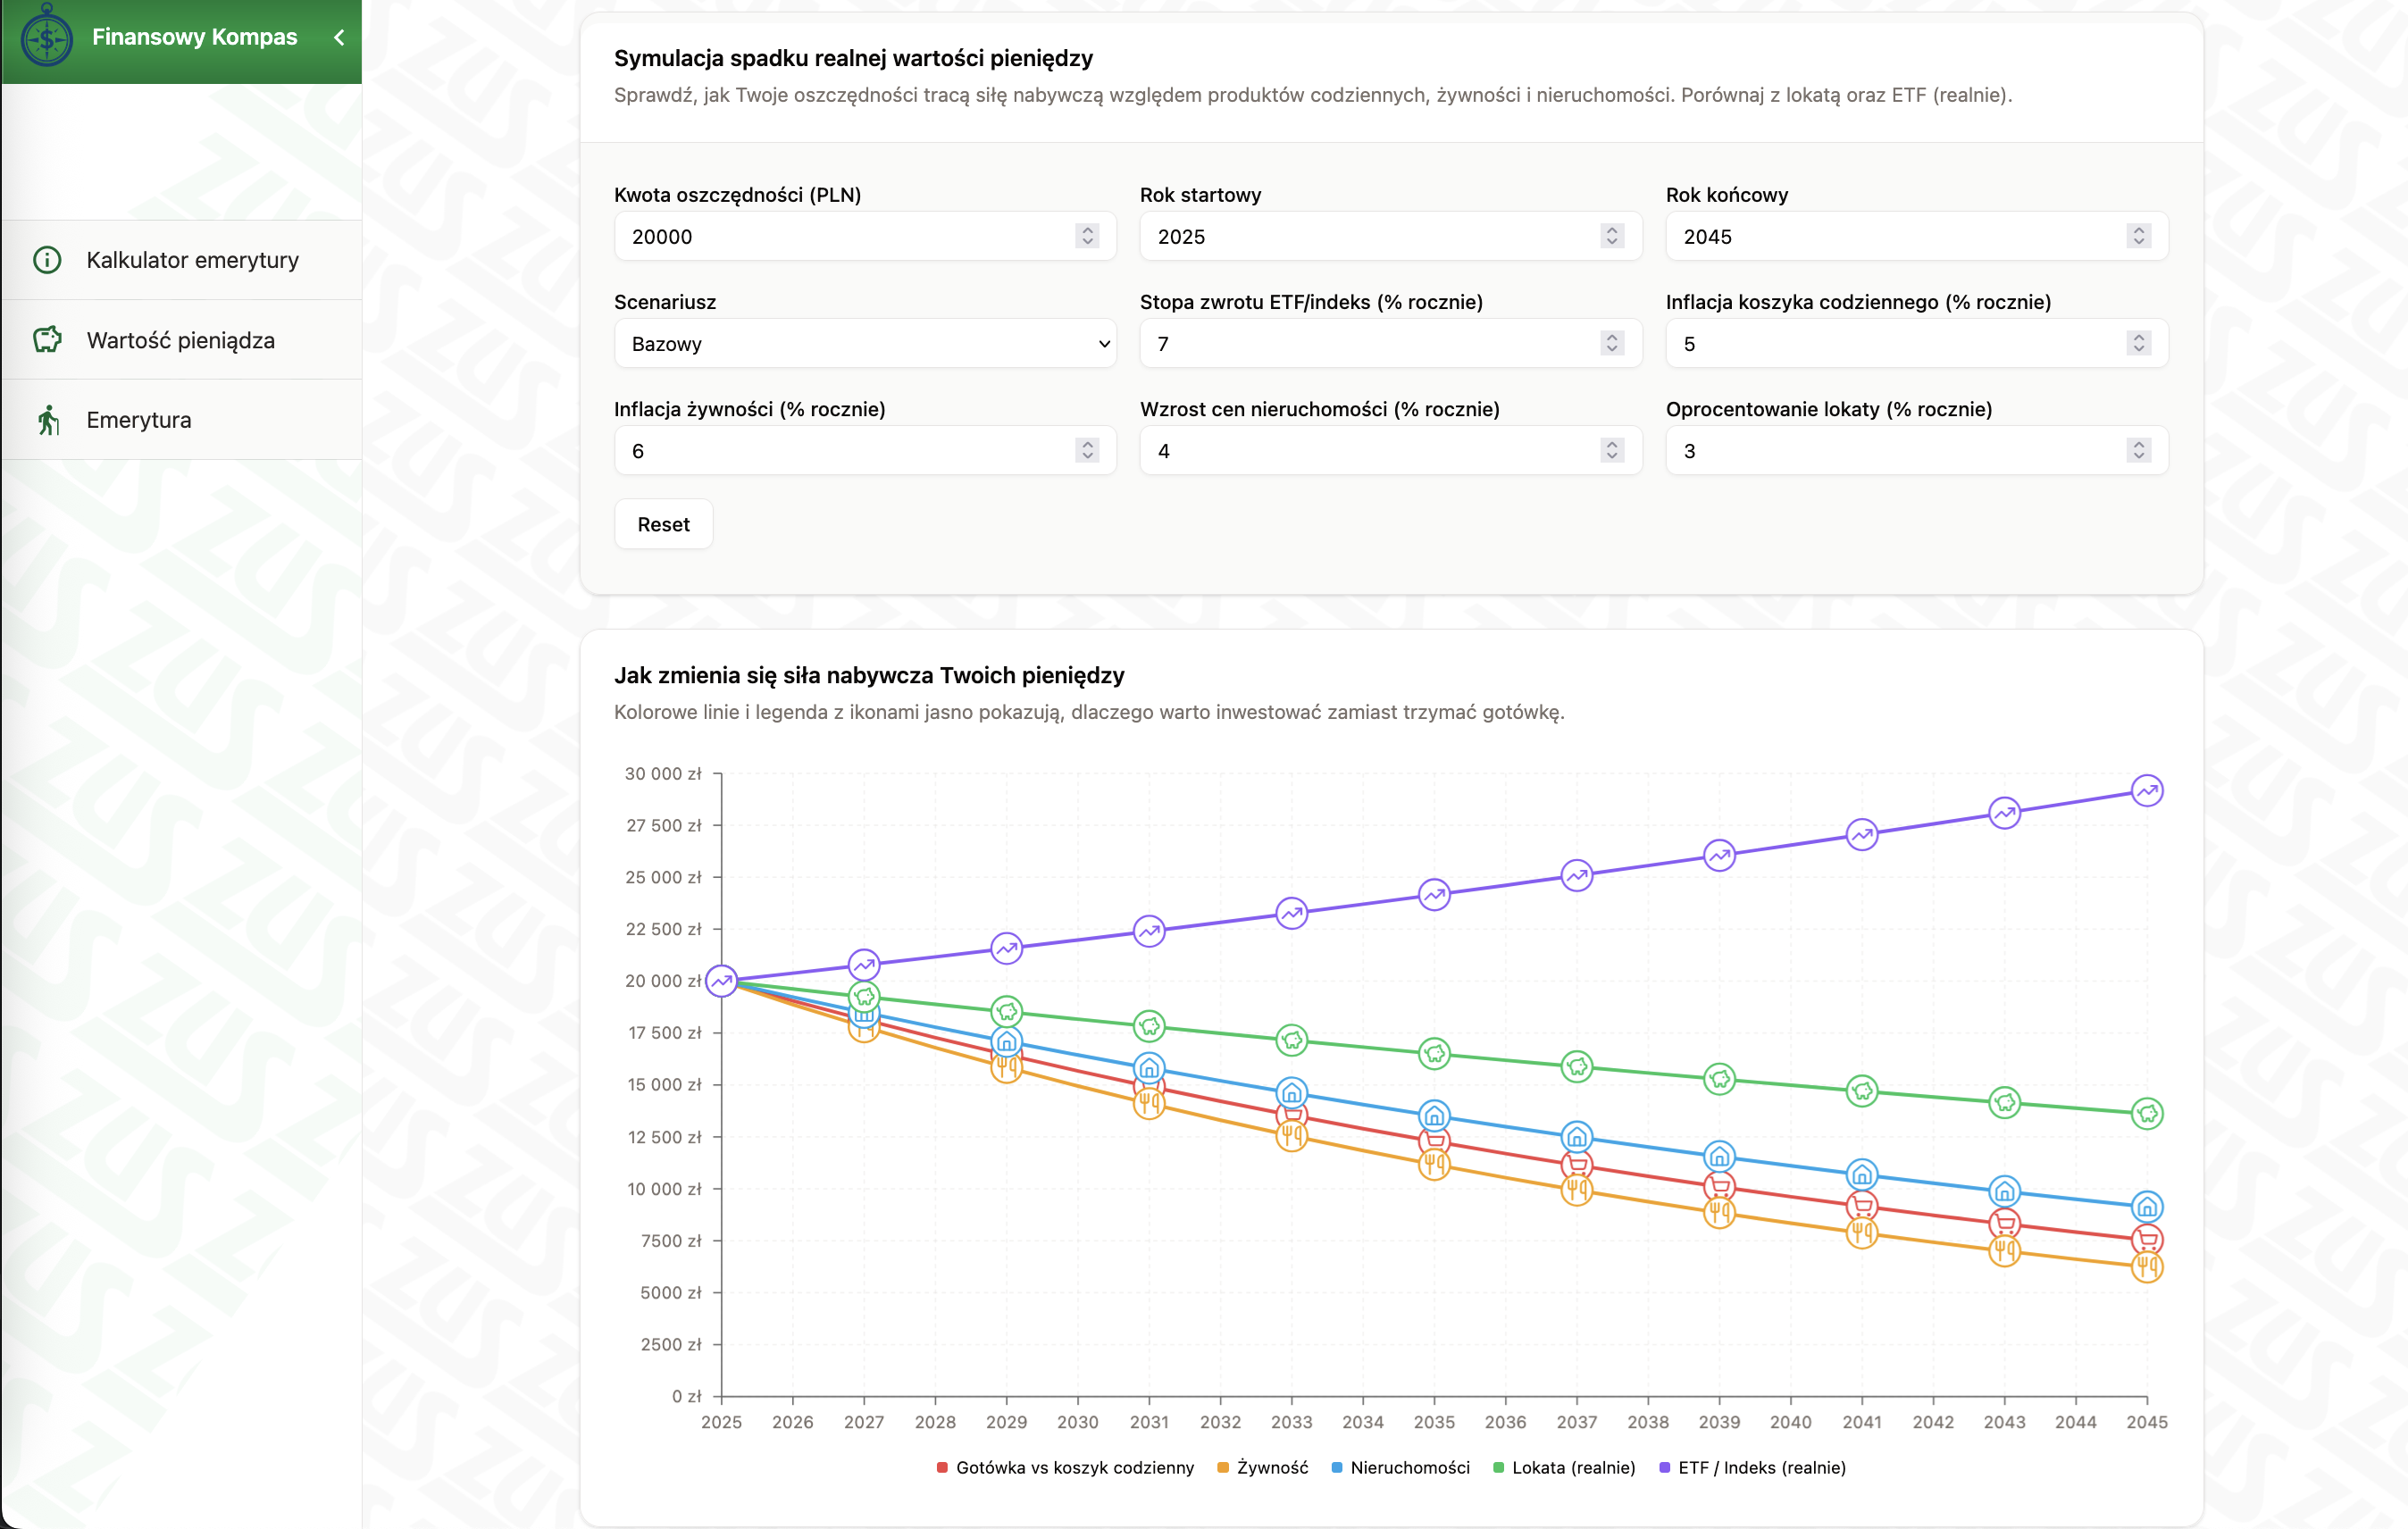 Finansowy Kompas
Kalkulator emerytury
Wartość pieniądza
Emerytura
Symulacja spadku realnej wartości pieniędzy
Sprawdź, jak Twoje oszczędności tracą siłę nabywczą względem produktów codziennych, żywności i nieruchomości. Porównaj z lokatą oraz ETF (realnie).
Kwota oszczędności (PLN) Rok startowy Rok końcowy
20000 2025 2045
Scenariusz Stopa zwrotu ETF/indeks (% rocznie) Inflacja koszyka codziennego (% rocznie)
Bazowy 7 5
Inflacja żywności (% rocznie) Wzrost cen nieruchomości (% rocznie) Oprocentowanie lokaty (% rocznie)
6 4 3
Reset
Jak zmienia się siła nabywcza Twoich pieniędzy
Kolorowe linie i legenda z ikonami jasno pokazują, dlaczego warto inwestować zamiast trzymać gotówkę.
30 000 zł
27 500 zł
25 000 zł
22 500 zł
20 000 zł
17 500 zł
15 000 zł
12 500 zł
10 000 zł
7500 zł
5000 zł
2500 zł
0 zł
2025 2026 2027 2028 2029 2030 2031 2032 2033 2034 2035 2036 2037 2038 2039 2040 2041 2042 2043 2044 2045
Gotówka vs koszyk codzienny Żywność Nieruchomości Lokata (realnie) ETF / Indeks (realnie)
ZUS